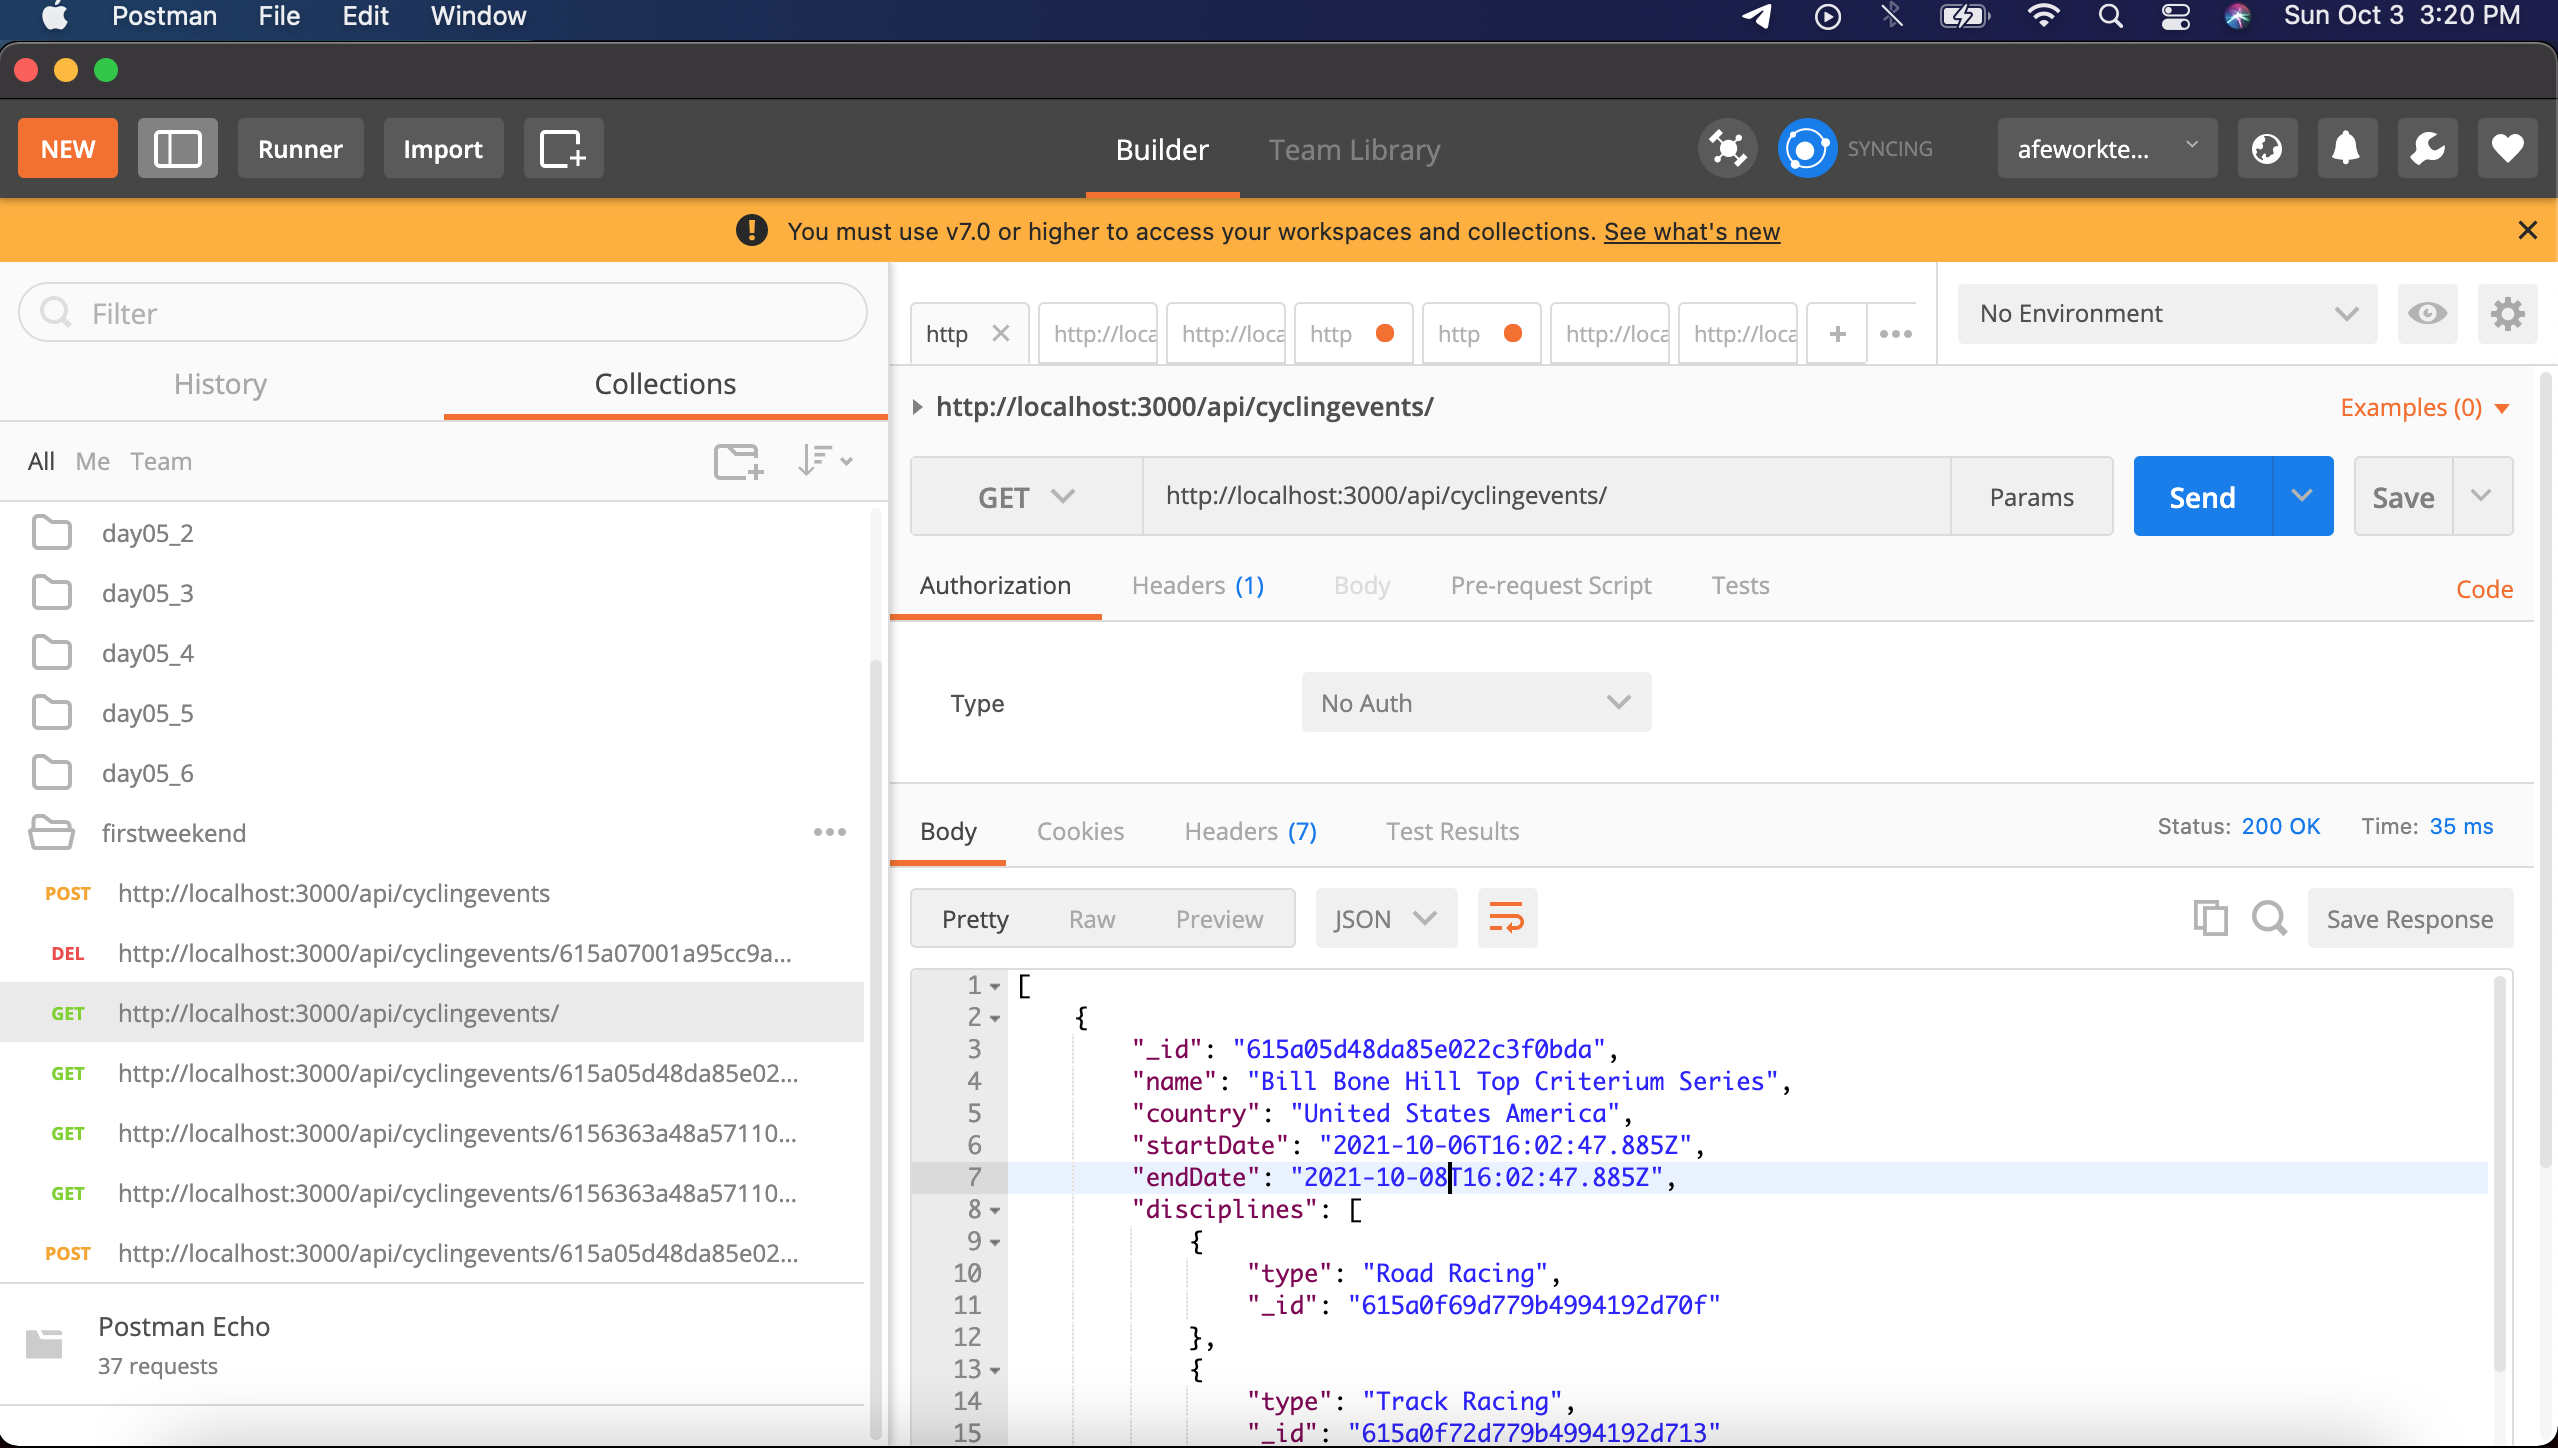 Postman File Edit Window Sun Oct 3 3:20 PM
NEW Runner Import Builder Team Library SYNCING afeworkte...
You must use v7.0 or higher to access your workspaces and collections. See what's new
Filter
http http://loca http://loca http http http://loca http://loca No Environment
History Collections
http://localhost:3000/api/cyclingevents/ Examples (0)
All Me Team
GET http://localhost:3000/api/cyclingevents/ Params Send Save
Authorization Headers (1) Body Pre-request Script Tests Code
Type No Auth
day05_2
day05_3
day05_4
day05_5
day05_6
firstweekend
POST http://localhost:3000/api/cyclingevents
DEL http://localhost:3000/api/cyclingevents/615a07001a95cc9a...
GET http://localhost:3000/api/cyclingevents/
GET http://localhost:3000/api/cyclingevents/615a05d48da85e02...
GET http://localhost:3000/api/cyclingevents/6156363a48a57110...
GET http://localhost:3000/api/cyclingevents/6156363a48a57110...
POST http://localhost:3000/api/cyclingevents/615a05d48da85e02...
Postman Echo
37 requests
Body Cookies Headers (7) Test Results Status: 200 OK Time: 35 ms
Pretty Raw Preview JSON Save Response
1 [
2 {
3 "_id": "615a05d48da85e022c3f0bda",
4 "name": "Bill Bone Hill Top Criterium Series",
5 "country": "United States America",
6 "startDate": "2021-10-06T16:02:47.885Z",
7 "endDate": "2021-10-08T16:02:47.885Z",
8 "disciplines": [
9 {
10 "type": "Road Racing",
11 "_id": "615a0f69d779b4994192d70f"
12 },
13 {
14 "type": "Track Racing",
15 "_id": "615a0f72d779b4994192d713"